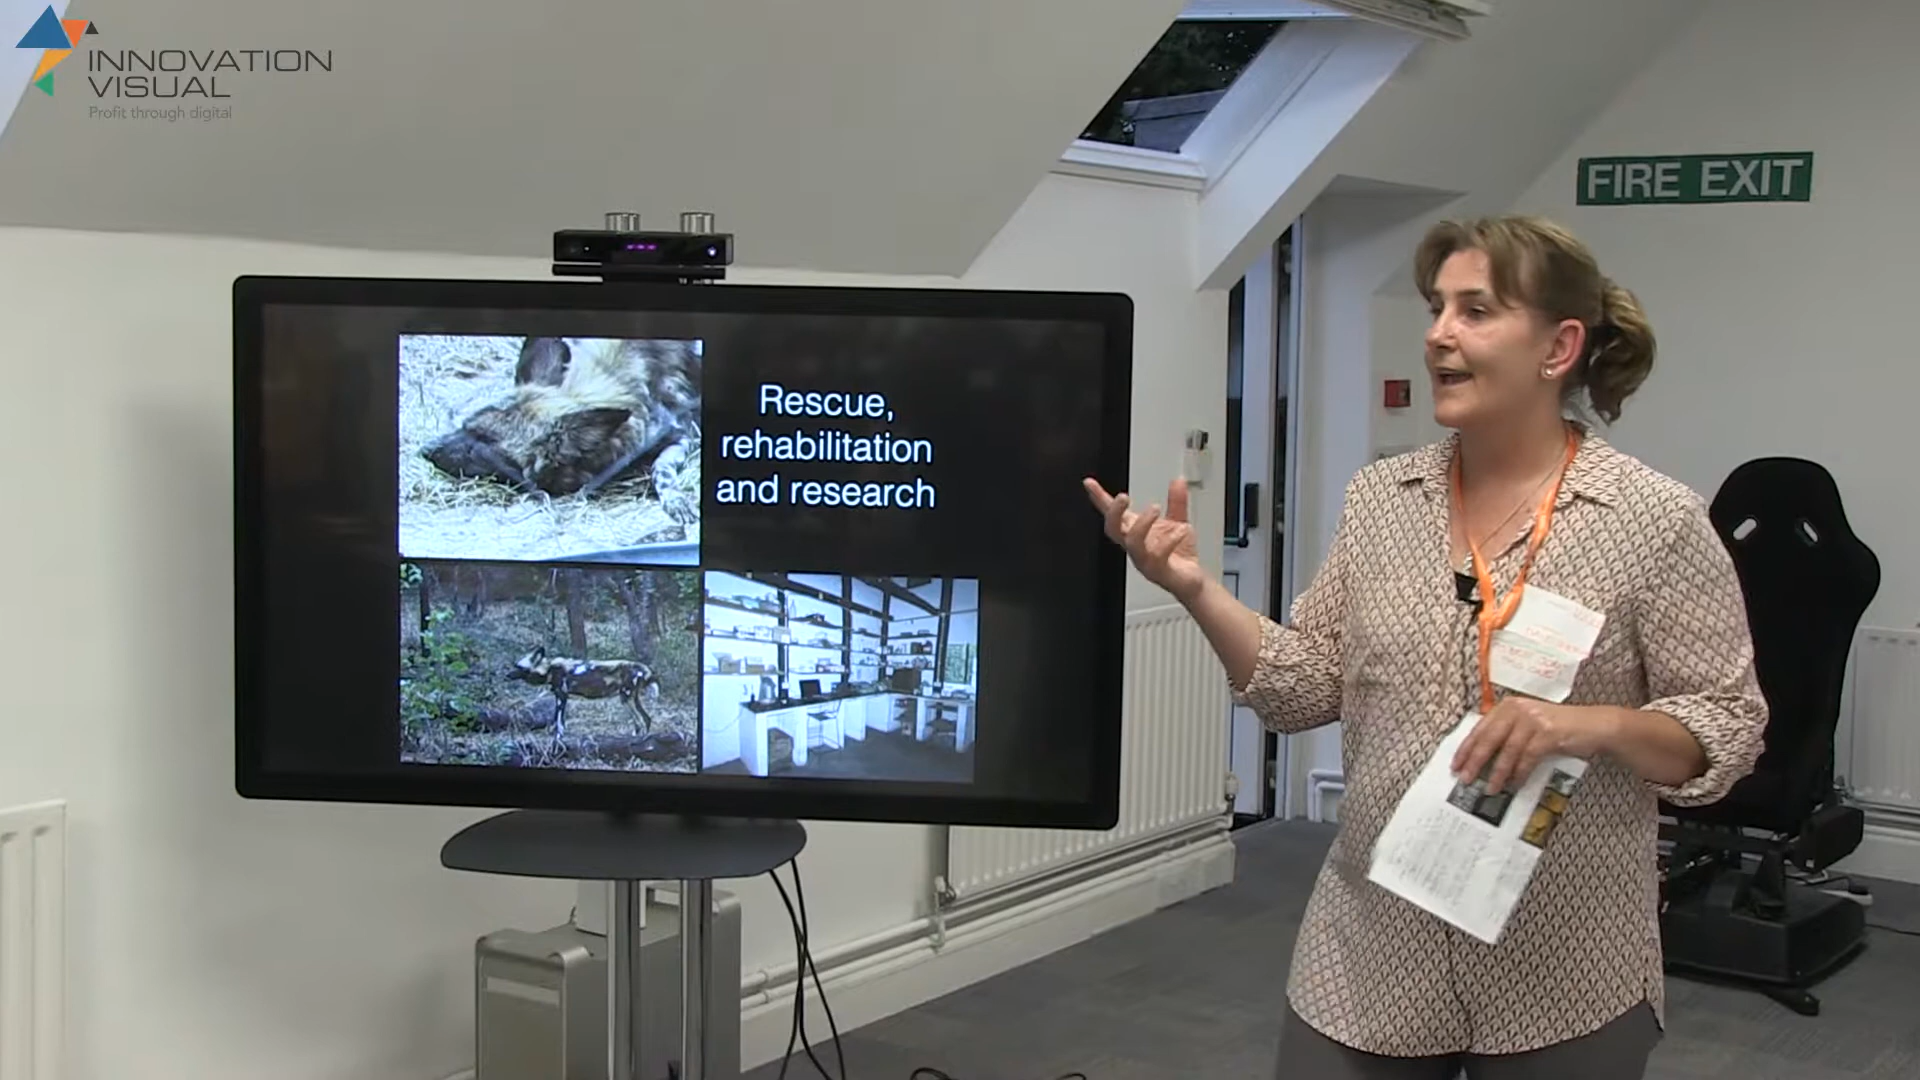 INNOVATION
VISUAL
Profit through digital
FIRE EXIT
Rescue,
rehabilitation
and research